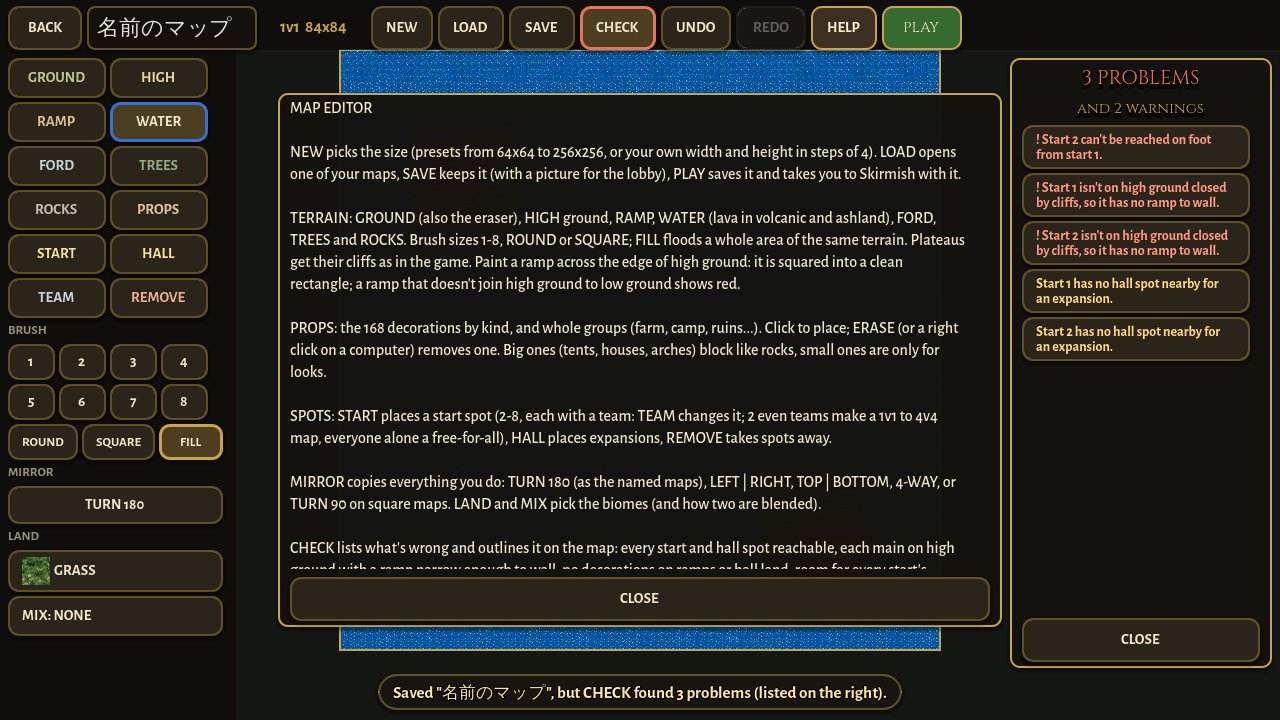 BACK 名前のマップ 1v1 84x84 NEW LOAD SAVE CHECK UNDO REDO HELP PLAY
GROUND HIGH
RAMP WATER
FORD TREES
ROCKS PROPS
START HALL
TEAM REMOVE
BRUSH
1 2 3 4
5 6 7 8
ROUND SQUARE FILL
MIRROR
TURN 180
LAND
GRASS
MIX: NONE
MAP EDITOR
NEW picks the size (presets from 64x64 to 256x256, or your own width and height in steps of 4). LOAD opens
one of your maps, SAVE keeps it (with a picture for the lobby), PLAY saves it and takes you to Skirmish with it.
TERRAIN: GROUND (also the eraser), HIGH ground, RAMP, WATER (lava in volcanic and ashland), FORD,
TREES and ROCKS. Brush sizes 1-8, ROUND or SQUARE; FILL floods a whole area of the same terrain. Plateaus
get their cliffs as in the game. Paint a ramp across the edge of high ground: it is squared into a clean
rectangle; a ramp that doesn't join high ground to low ground shows red.
PROPS: the 168 decorations by kind, and whole groups (farm, camp, ruins...). Click to place; ERASE (or a right
click on a computer) removes one. Big ones (tents, houses, arches) block like rocks, small ones are only for
looks.
SPOTS: START places a start spot (2-8, each with a team: TEAM changes it; 2 even teams make a 1v1 to 4v4
map, everyone alone a free-for-all), HALL places expansions, REMOVE takes spots away.
MIRROR copies everything you do: TURN 180 (as the named maps), LEFT | RIGHT, TOP | BOTTOM, 4-WAY, or
TURN 90 on square maps. LAND and MIX pick the biomes (and how two are blended).
CHECK lists what's wrong and outlines it on the map: every start and hall spot reachable, each main on high
ground with a ramp narrow enough to wall, no decorations on ramps or hall land, room for every start's
CLOSE
3 PROBLEMS
AND 2 WARNINGS
! Start 2 can't be reached on foot
from start 1.
! Start 1 isn't on high ground closed
by cliffs, so it has no ramp to wall.
! Start 2 isn't on high ground closed
by cliffs, so it has no ramp to wall.
Start 1 has no hall spot nearby for
an expansion.
Start 2 has no hall spot nearby for
an expansion.
CLOSE
Saved "名前のマップ", but CHECK found 3 problems (listed on the right).